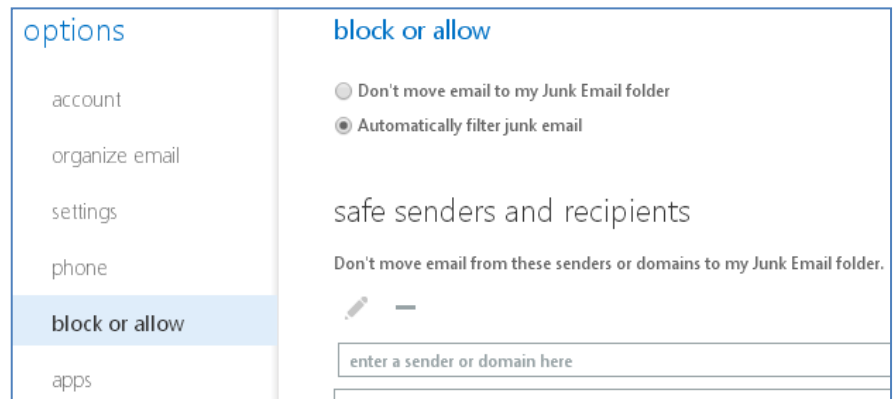 options
account
organize email
settings
phone
block or allow
apps
block or allow
Don't move email to my Junk Email folder
Automatically filter junk email
safe senders and recipients
Don't move email from these senders or domains to my Junk Email folder.
enter a sender or domain here